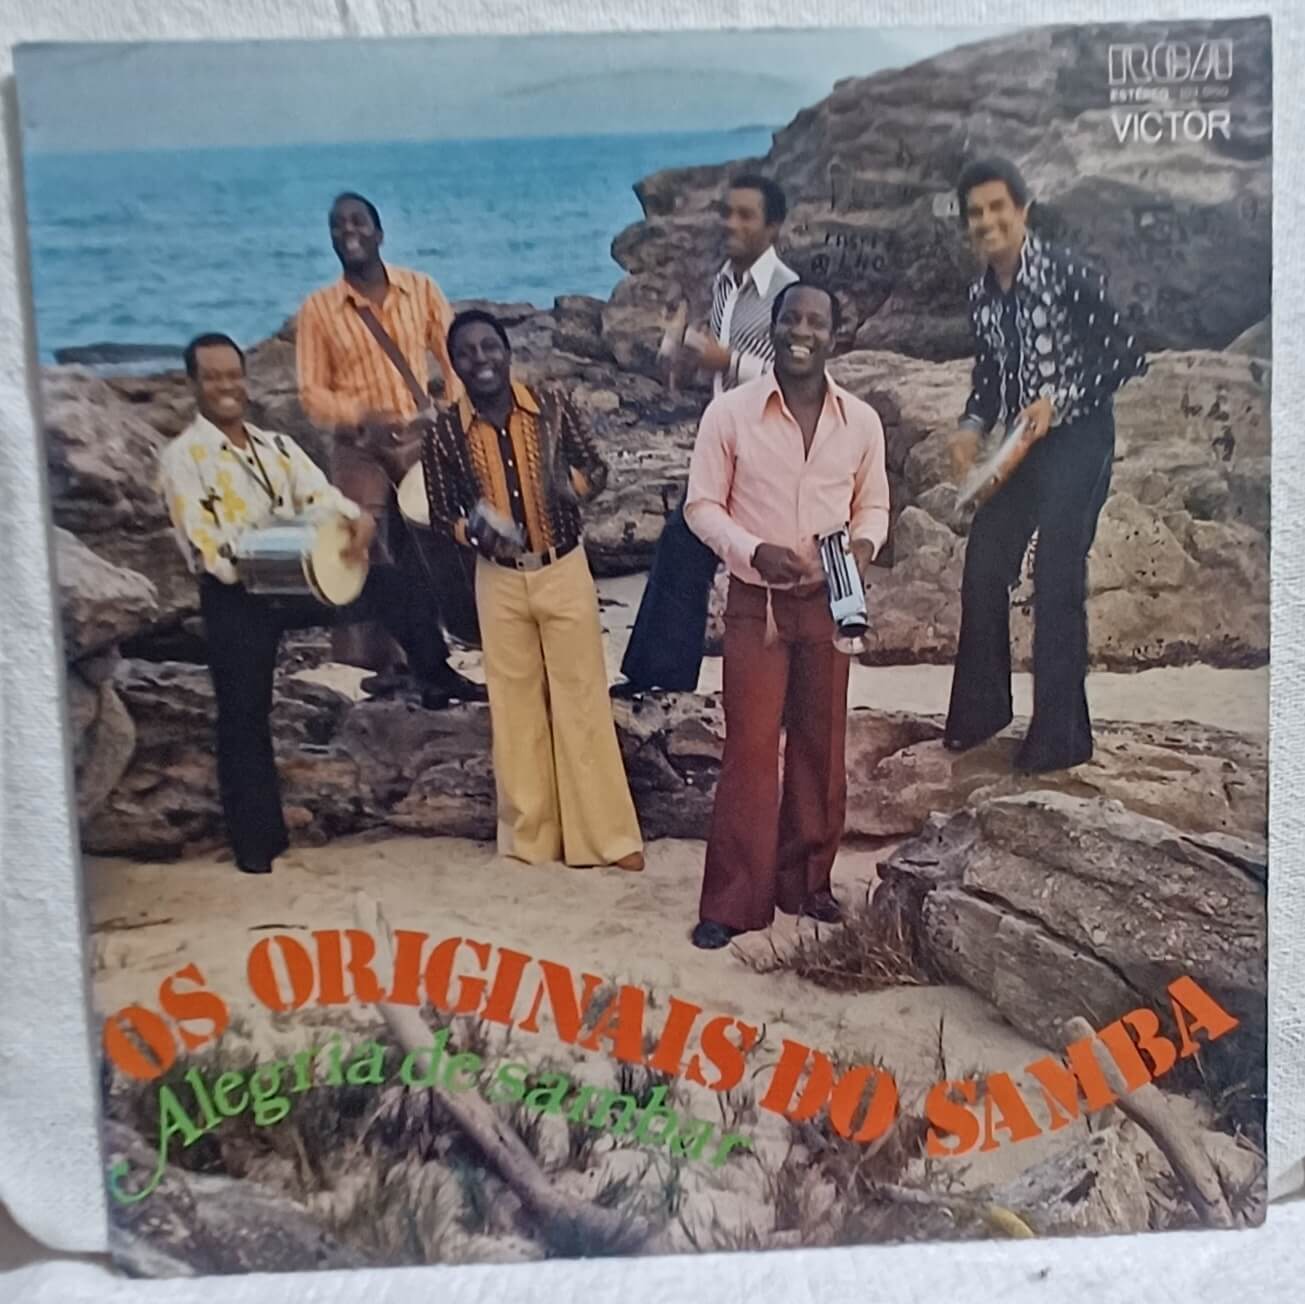 RCA
ESTÉREO
VICTOR
OS ORIGINAIS DO SAMBA
Alegria de sambar